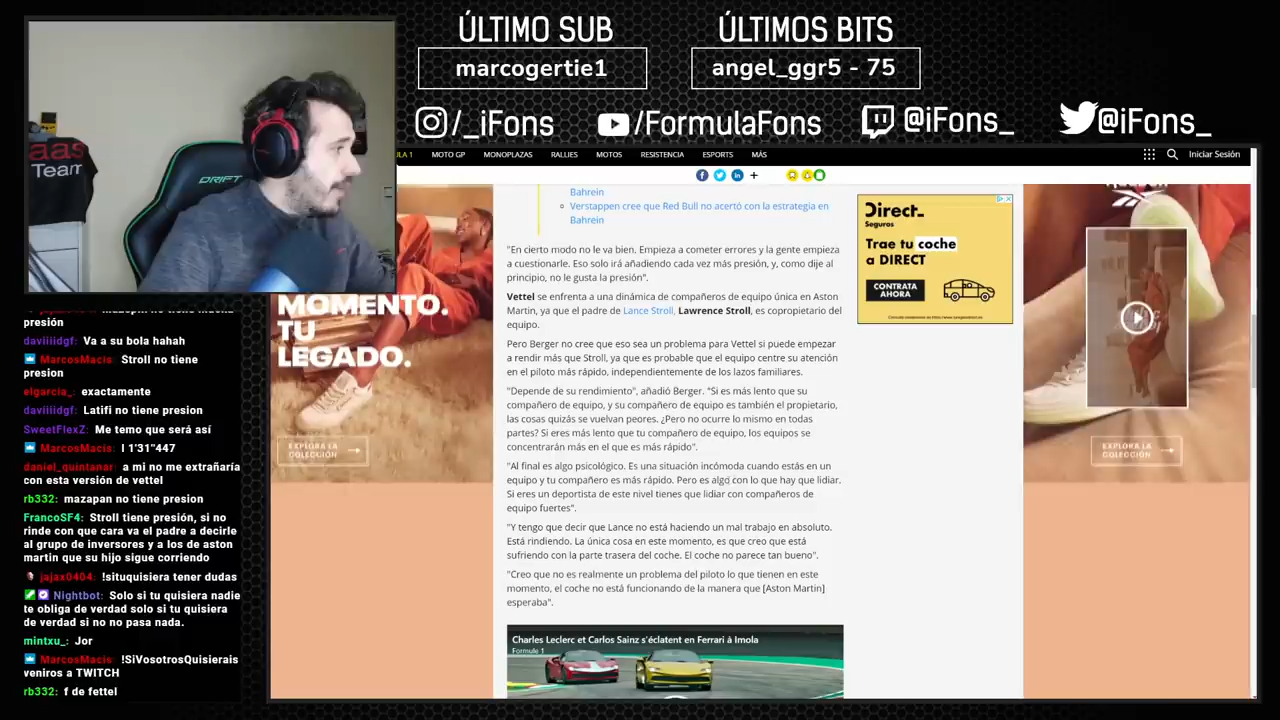 ÚLTIMO SUB
marcogertie1
ÚLTIMOS BITS
angel_ggr5 - 75
/_iFons
/FormulaFons
@iFons_
@iFons_
aas
Team
DRIFT
ULA 1 MOTO GP MONOPLAZAS RALLIES MOTOS RESISTENCIA ESPORTS MÁS
Iniciar Sesión
Bahrein
Verstappen cree que Red Bull no acertó con la estrategia en
Bahrein
"En cierto modo no le va bien. Empieza a cometer errores y la gente empieza
a cuestionarle. Eso solo irá añadiendo cada vez más presión, y, como dije al
principio, no le gusta la presión".
Vettel se enfrenta a una dinámica de compañeros de equipo única en Aston
Martin, ya que el padre de Lance Stroll, Lawrence Stroll, es copropietario del
equipo.
Pero Berger no cree que eso sea un problema para Vettel si puede empezar
a rendir más que Stroll, ya que es probable que el equipo centre su atención
en el piloto más rápido, independientemente de los lazos familiares.
"Depende de su rendimiento", añadió Berger. "Si es más lento que su
compañero de equipo, y su compañero de equipo es también el propietario,
las cosas quizás se vuelvan peores. ¿Pero no ocurre lo mismo en todas
partes? Si eres más lento que tu compañero de equipo, los equipos se
concentrarán más en el que es más rápido".
"Al final es algo psicológico. Es una situación incómoda cuando estás en un
equipo y tu compañero es más rápido. Pero es algo con lo que hay que lidiar.
Si eres un deportista de este nivel tienes que lidiar con compañeros de
equipo fuertes".
"Y tengo que decir que Lance no está haciendo un mal trabajo en absoluto.
Está rindiendo. La única cosa en este momento, es que creo que está
sufriendo con la parte trasera del coche. El coche no parece tan bueno".
"Creo que no es realmente un problema del piloto lo que tienen en este
momento, el coche no está funcionando de la manera que [Aston Martin]
esperaba".
Charles Leclerc et Carlos Sainz s'éclatent en Ferrari à Imola
Formule 1
Direct_
Seguros
Trae tu coche
a DIRECT
CONTRATA
AHORA
MOMENTO.
TU
LEGADO.
EXPLORA LA
COLECCIÓN
EXPLORA LA
COLECCIÓN
presión
daviiiidgf: Va a su bola hahah
MarcosMacis: Stroll no tiene
presion
elgarcia_: exactamente
daviiiidgf: Latifi no tiene presion
SweetFlexZ: Me temo que será así
MarcosMacis: l 1'31"447
daniel_quintanar: a mi no me extrañaría
con esta versión de vettel
rb332: mazapan no tiene presion
FrancoSF4: Stroll tiene presión, si no
rinde con que cara va el padre a decirle
al grupo de inversores y a los de aston
martin que su hijo sigue corriendo
jajax0404: !situquisiera tener dudas
Nightbot: Solo si tu quisiera nadie
te obliga de verdad solo si tu quisiera
de verdad si no no pasa nada.
mintxu_: Jor
MarcosMacis: !SiVosotrosQuisierais
veniros a TWITCH
rb332: f de fettel